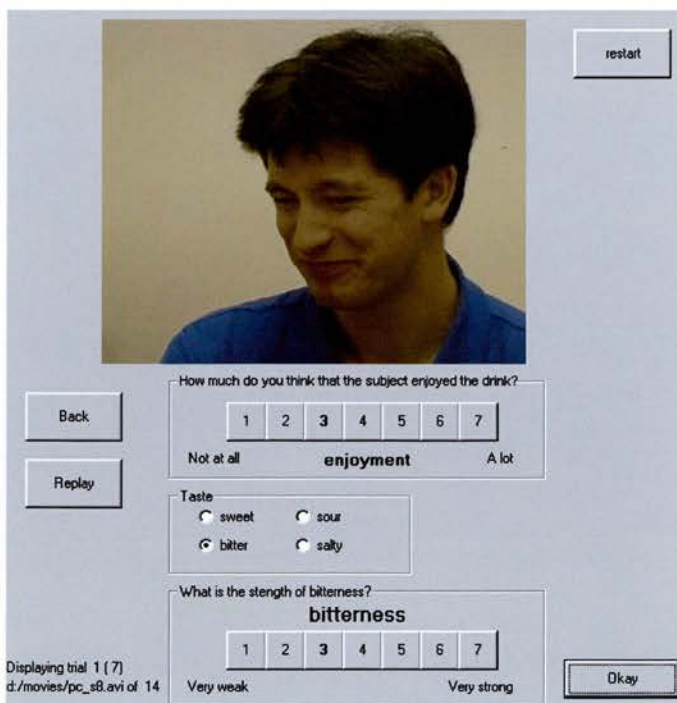 restart
How much do you think that the subject enjoyed the drink?
Back
1 2 3 4 5 6 7
Not at all enjoyment A lot
Replay
Taste
sweet sour
bitter salty
What is the stength of bitterness?
bitterness
1 2 3 4 5 6 7
Displaying trial 1 ( 7)
d:/movies/pc_s8.avi of 14
Very weak Very strong
Okay